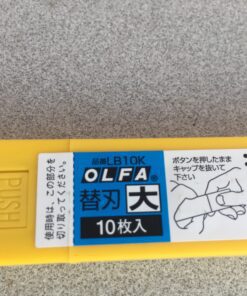 使用時は、この部分を
切り取ってください。
品番LB10K
OLFA®
替刃 大
10枚入
ボタンを押したまま
キャップを抜いて
下さい
PUSH